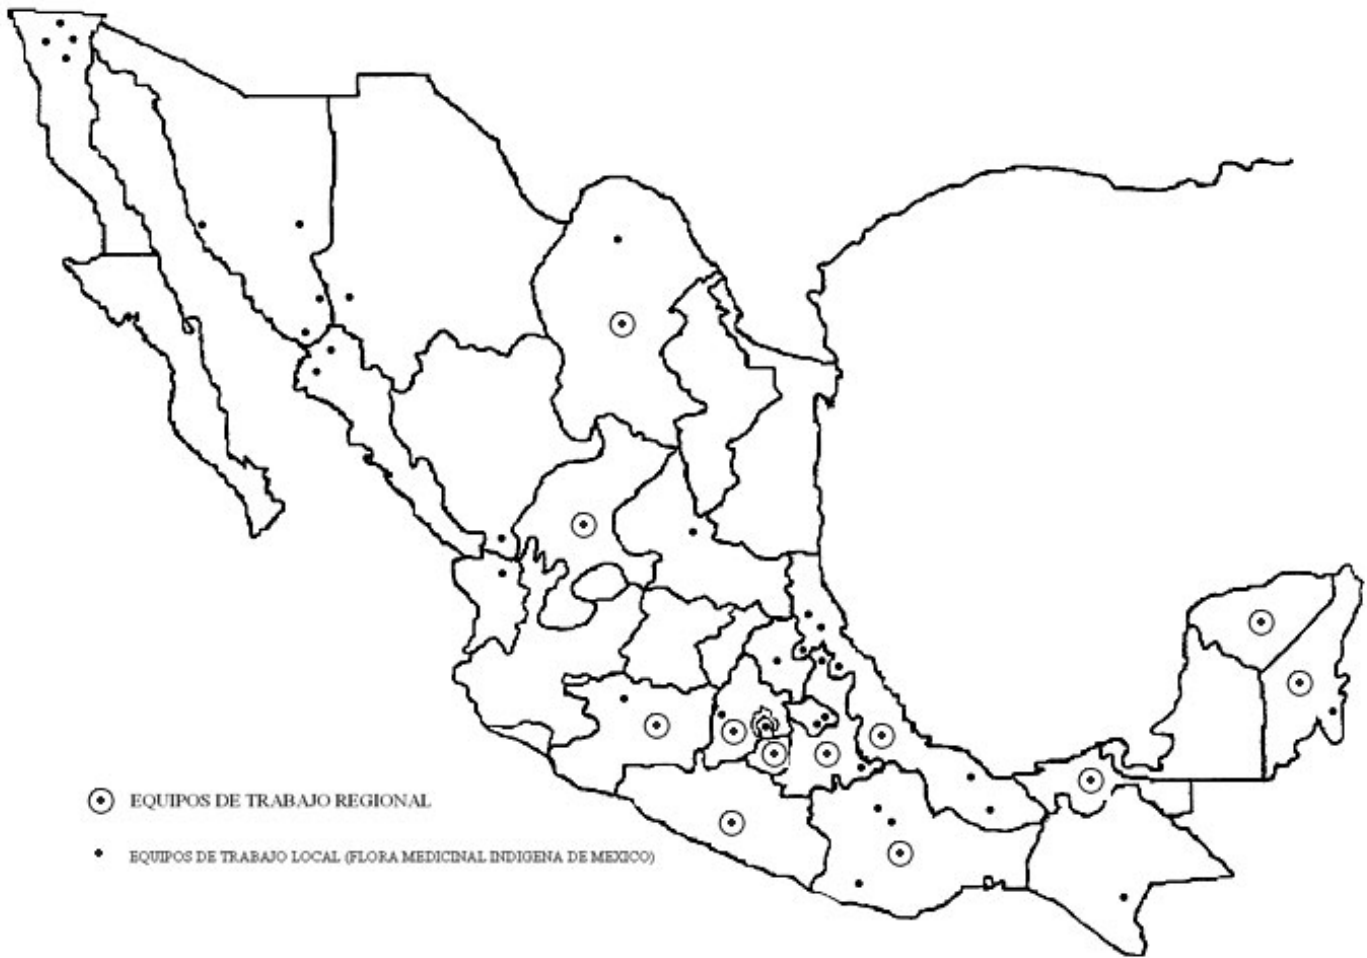 EQUIPOS DE TRABAJO REGIONAL
EQUIPOS DE TRABAJO LOCAL (FLORA MEDICINAL INDIGENA DE MEXICO)